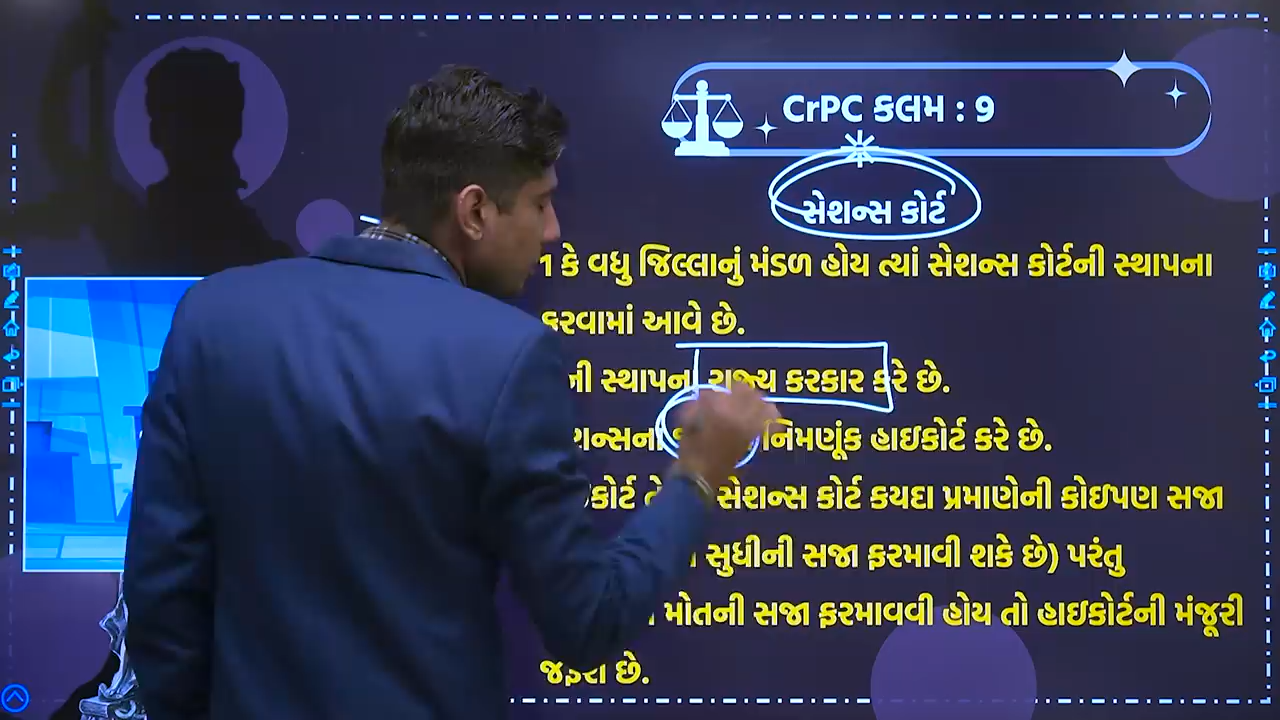 CrPC કલમ : 9
સેશન્સ કોર્ટ
1 કે વધુ જિલ્લાનું મંડળ હોય ત્યાં સેશન્સ કોર્ટની સ્થાપના
કરવામાં આવે છે.
ની સ્થાપના રાજ્ય કરકાર કરે છે.
નિમણૂંક હાઇકોર્ટ કરે છે.
સેશન્સ કોર્ટ કયદા પ્રમાણેની કોઇપણ સજા
સુધીની સજા ફરમાવી શકે છે) પરંતુ
મોતની સજા ફરમાવવી હોય તો હાઇકોર્ટની મંજૂરી
જરૂરી છે.